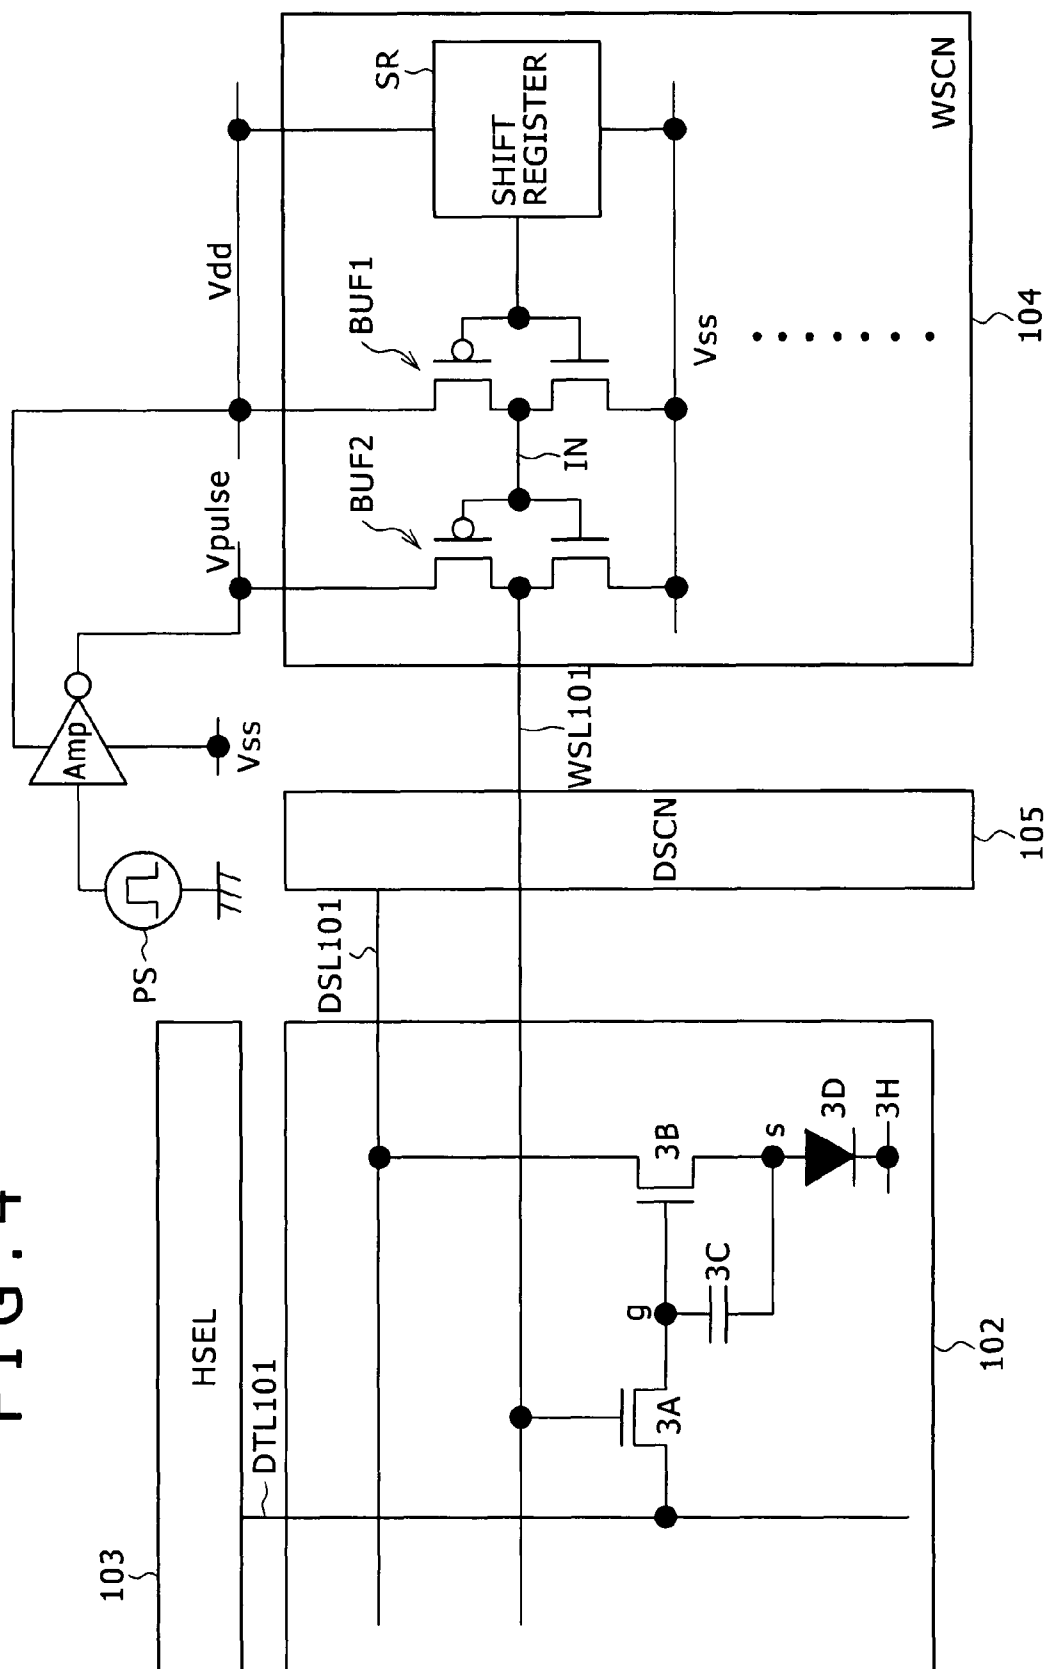 FIG. 4
103
HSEL
DTL101
102
3A
g
3C
3B
s
3D
3H
DSL101
DSCN
105
WSL101
PS
Amp
Vss
Vpulse
Vdd
BUF2
BUF1
IN
SR
SHIFT
REGISTER
Vss
WSCN
104